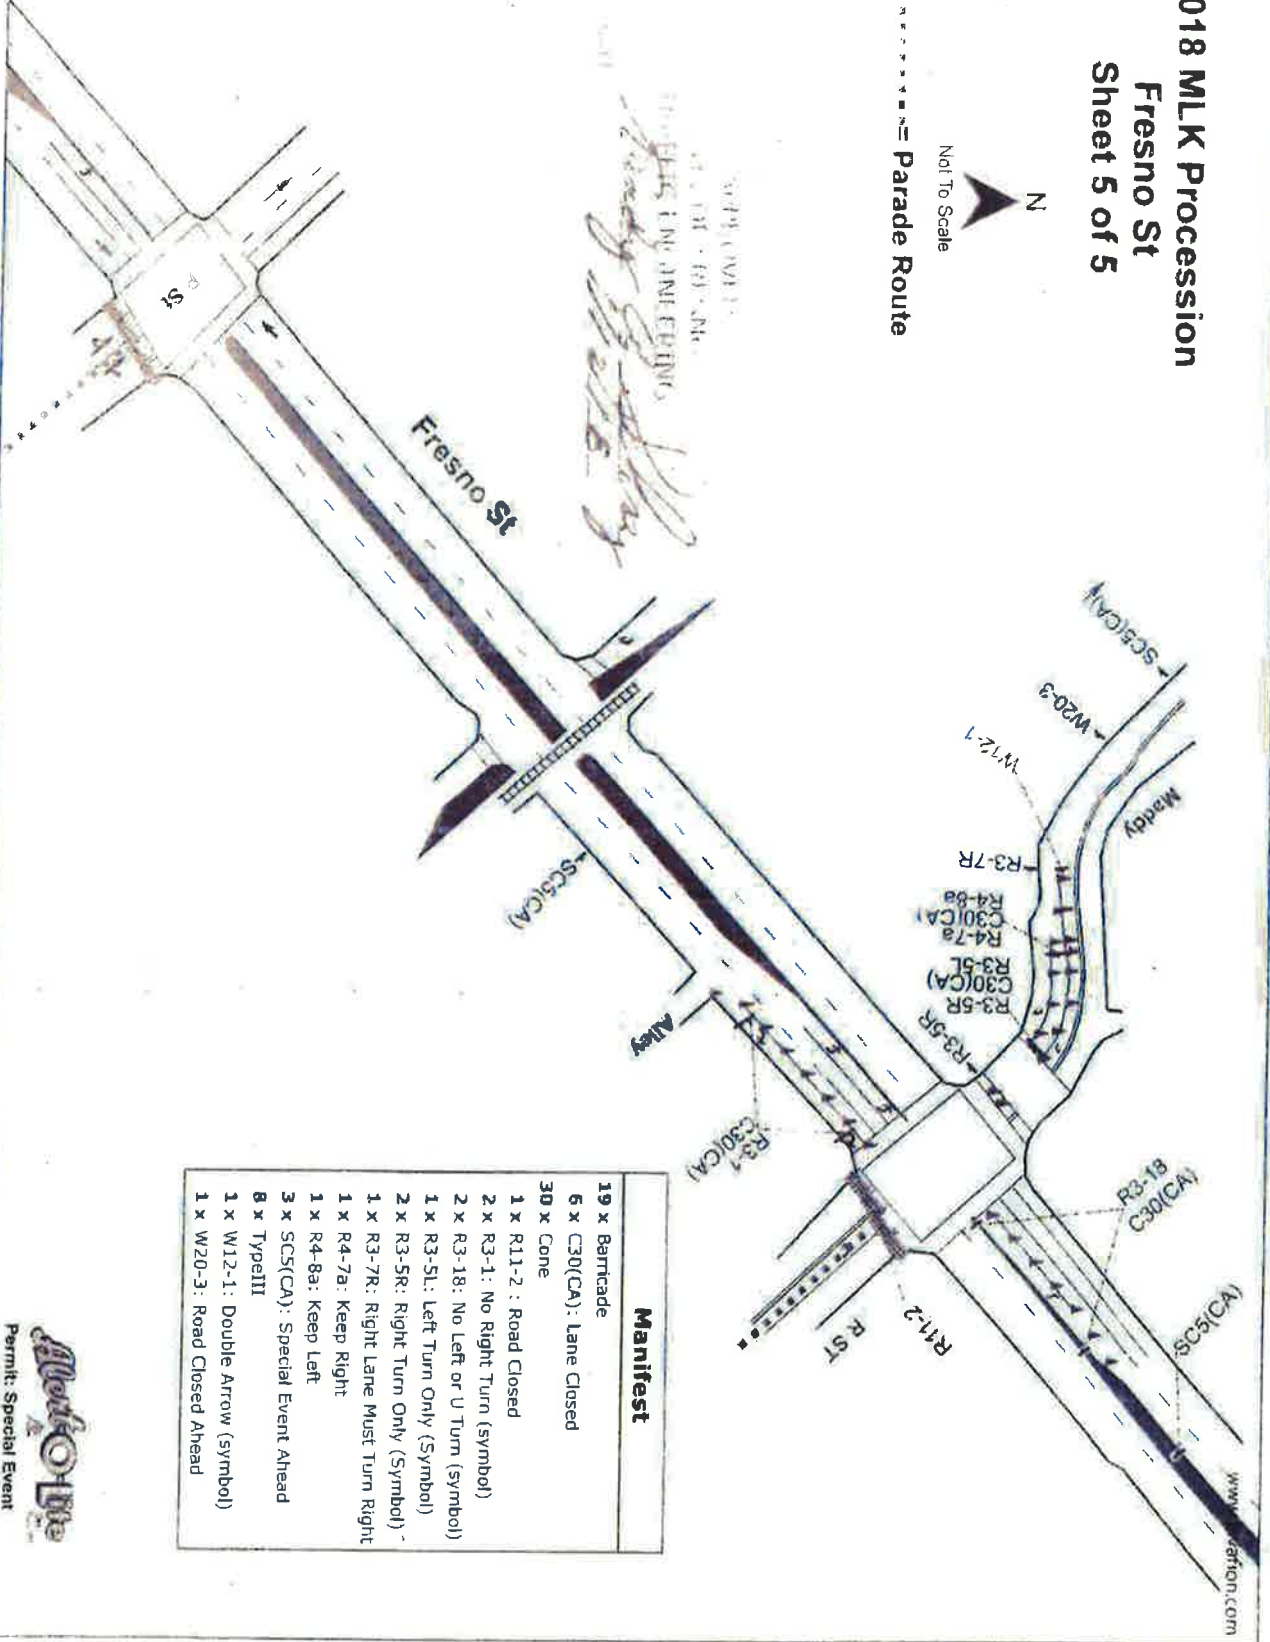 018 MLK Procession
Fresno St
Sheet 5 of 5
N
Not To Scale
= Parade Route
ENGINEERING
P St
Fresno St
SC5(CA)
W20-3
W12-1
Maddy
R3-7R
R4-8a
C30(CA)
R4-7a
R3-5L
C30(CA)
R3-5R
R3-5R
SC5(CA)
Alley
R3-1
C30(CA)
R3-18
C30(CA)
SC5(CA)
R11-2
R ST
Manifest
19 x Barricade
6 x C30(CA): Lane Closed
30 x Cone
1 x R11-2 : Road Closed
2 x R3-1: No Right Turn (symbol)
2 x R3-18: No Left or U Turn (symbol)
1 x R3-5L: Left Turn Only (Symbol)
2 x R3-5R: Right Turn Only (Symbol)
1 x R3-7R: Right Lane Must Turn Right
1 x R4-7a: Keep Right
1 x R4-8a: Keep Left
3 x SC5(CA): Special Event Ahead
8 x TypeIII
1 x W12-1: Double Arrow (symbol)
1 x W20-3: Road Closed Ahead
Alert O Lite
Permit: Special Event